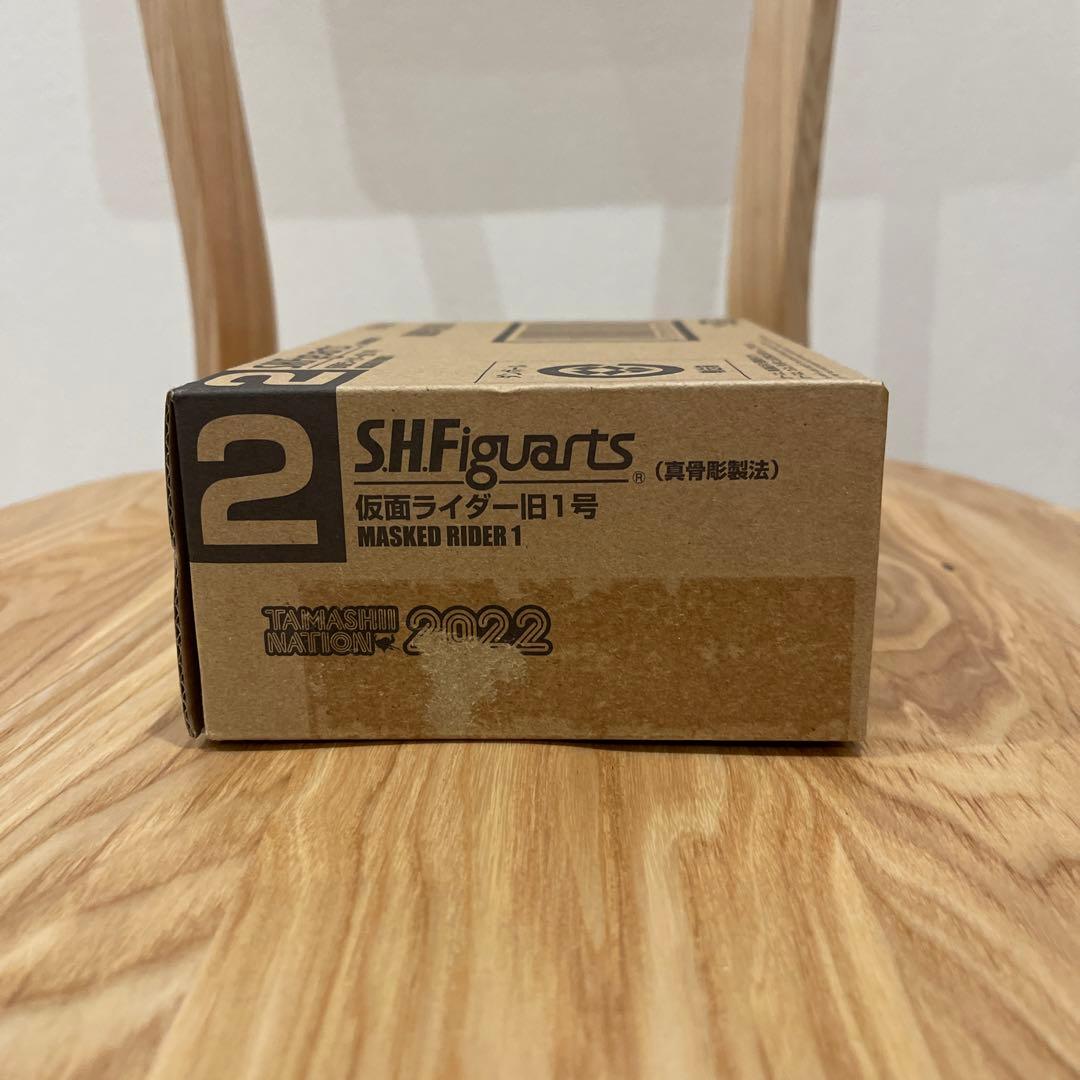 2
S.H.Figuarts® (真骨彫製法)
仮面ライダー旧1号
MASKED RIDER 1
TAMASHII
NATION 2022